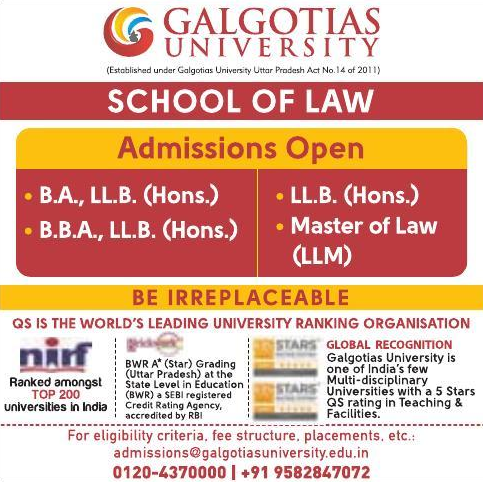 GALGOTIAS
UNIVERSITY
(Established under Galgotias University Uttar Pradesh Act No.14 of 2011)
SCHOOL OF LAW
Admissions Open
• B.A., LL.B. (Hons.)
• B.B.A., LL.B. (Hons.)
• LL.B. (Hons.)
• Master of Law
(LLM)
BE IRREPLACEABLE
QS IS THE WORLD'S LEADING UNIVERSITY RANKING ORGANISATION
nirf
Ranked amongst
TOP 200
universities in India
Brickwork
BWR A* (Star) Grading
(Uttar Pradesh) at the
State Level in Education
(BWR) a SEBI registered
Credit Rating Agency,
accredited by RBI
STARS
STARS
GLOBAL RECOGNITION
Galgotias University is
one of India's few
Multi-disciplinary
Universities with a 5 Stars
QS rating in Teaching &
Facilities.
For eligibility criteria, fee structure, placements, etc.:
admissions@galgotiasuniversity.edu.in
0120-4370000 | +91 9582847072